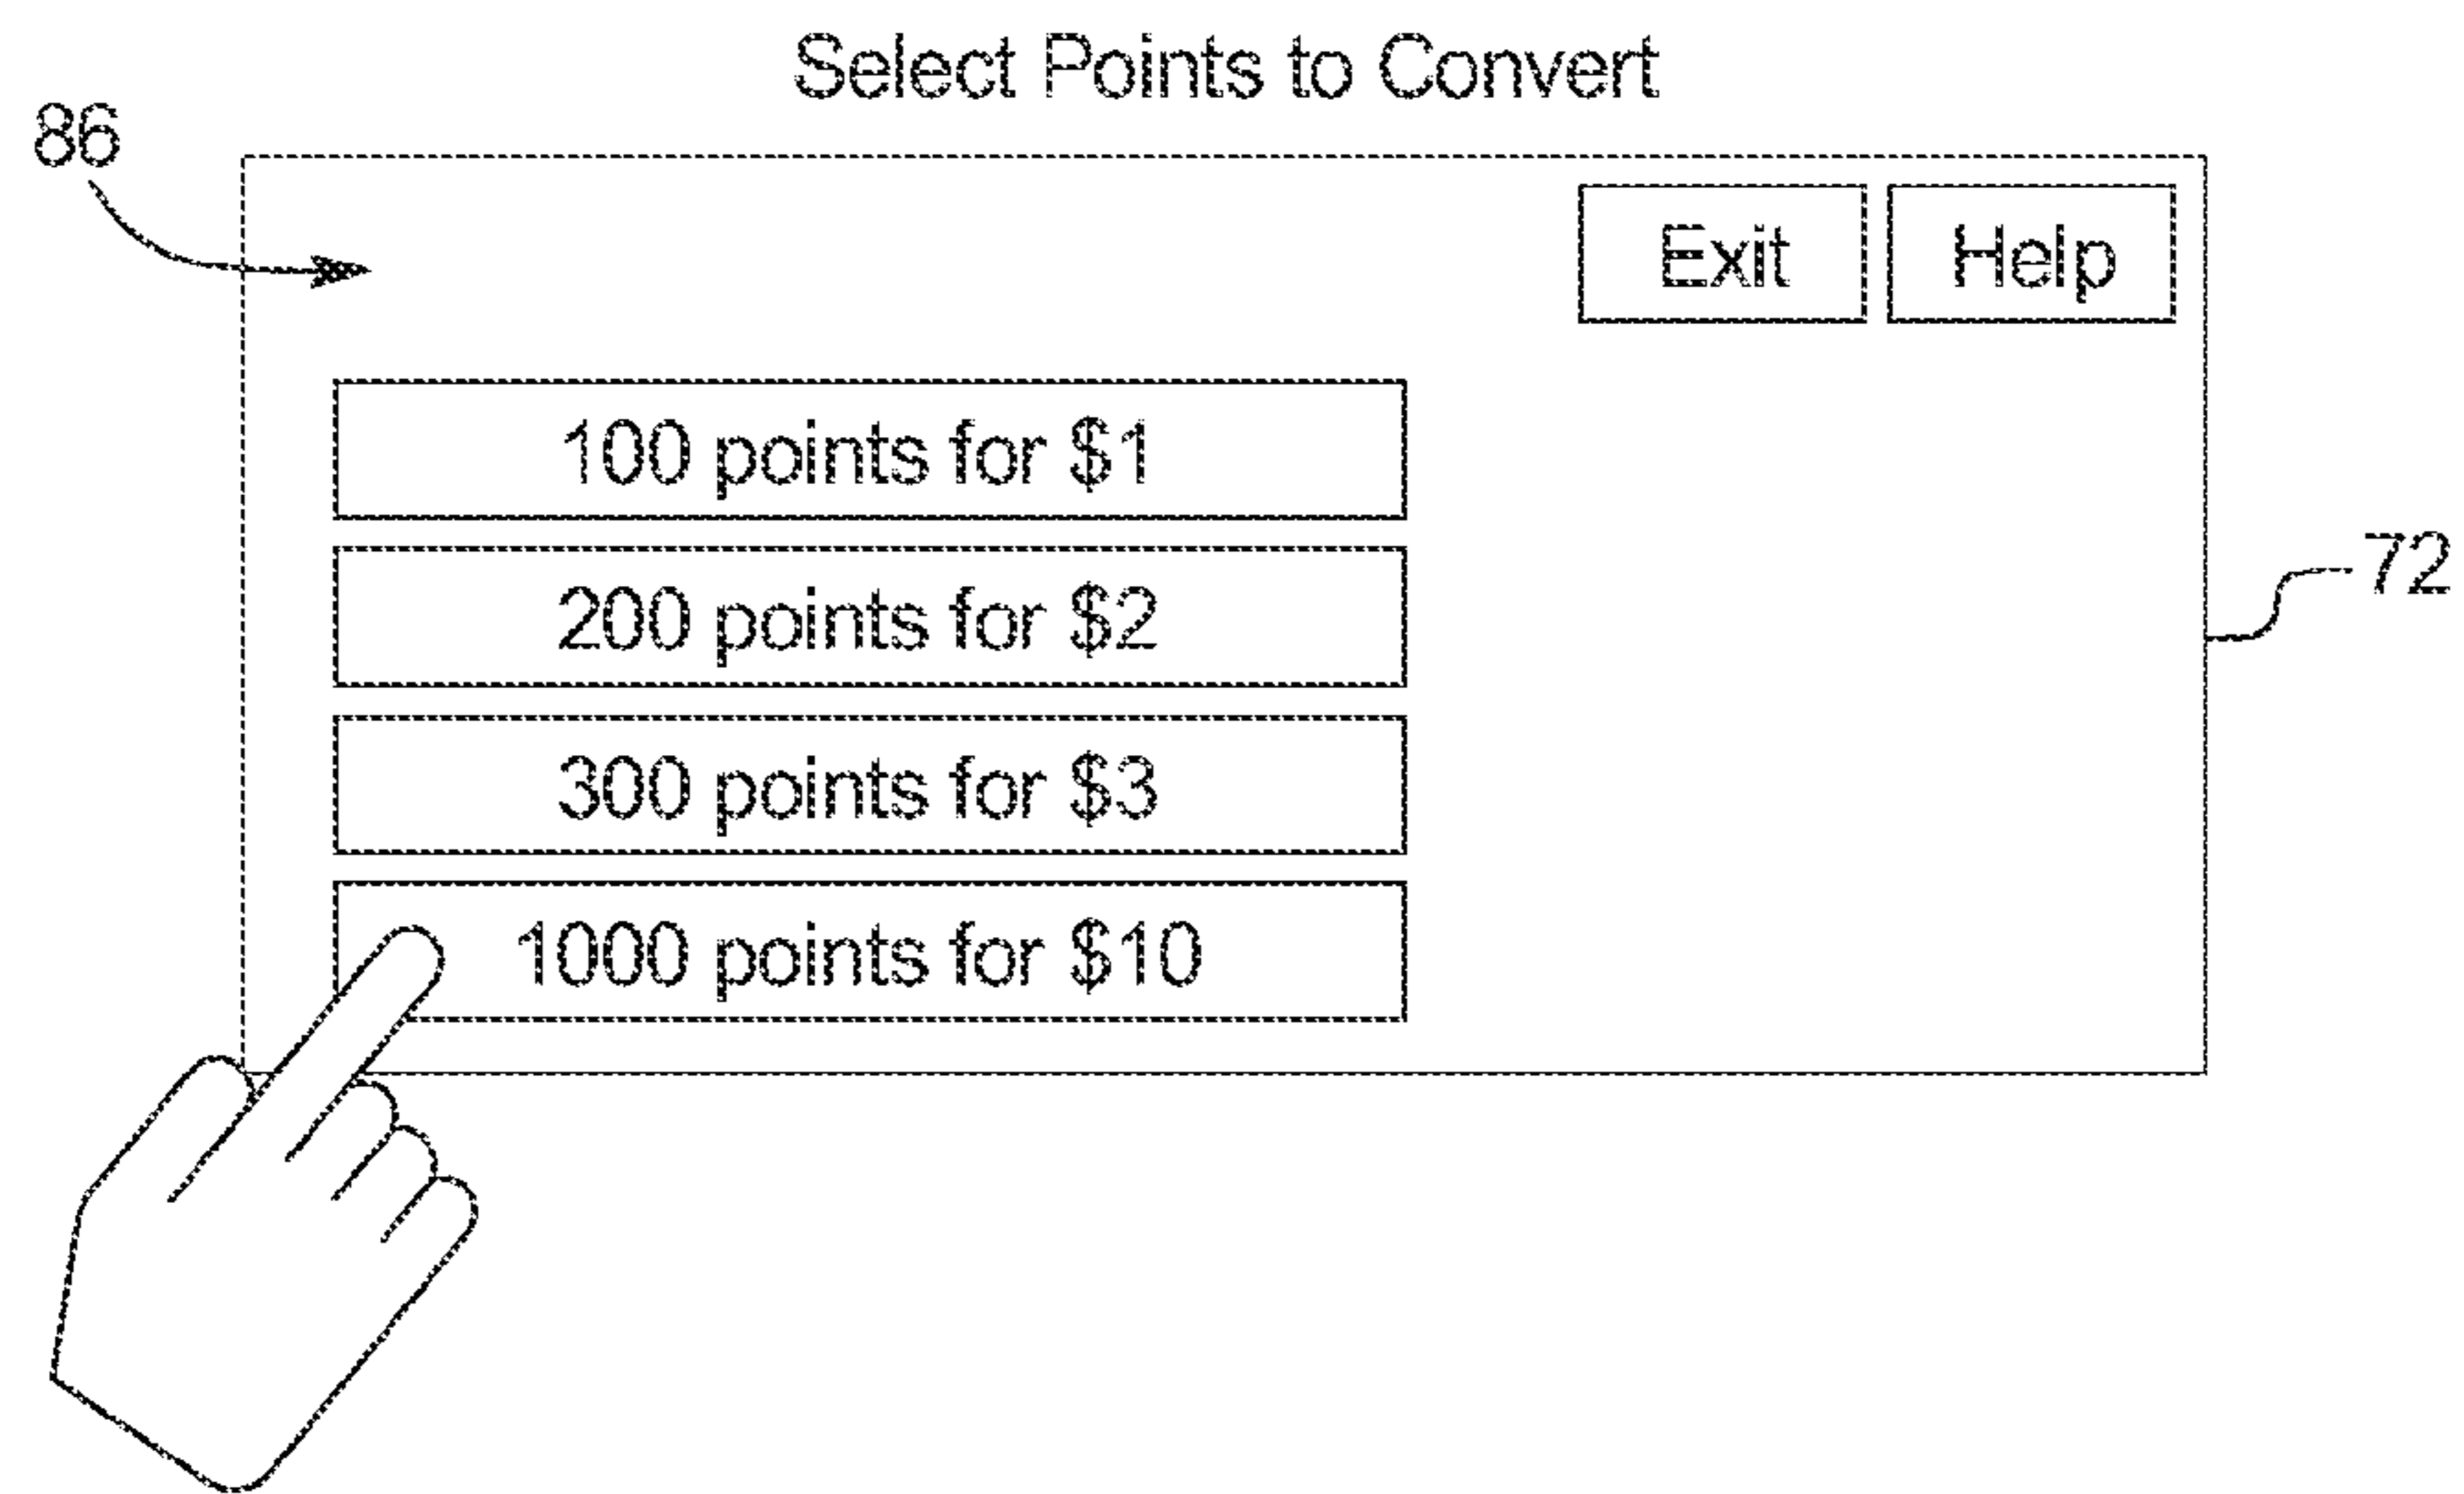 Select Points to Convert
86
Exit Help
100 points for $1
200 points for $2
72
300 points for $3
1000 points for $10